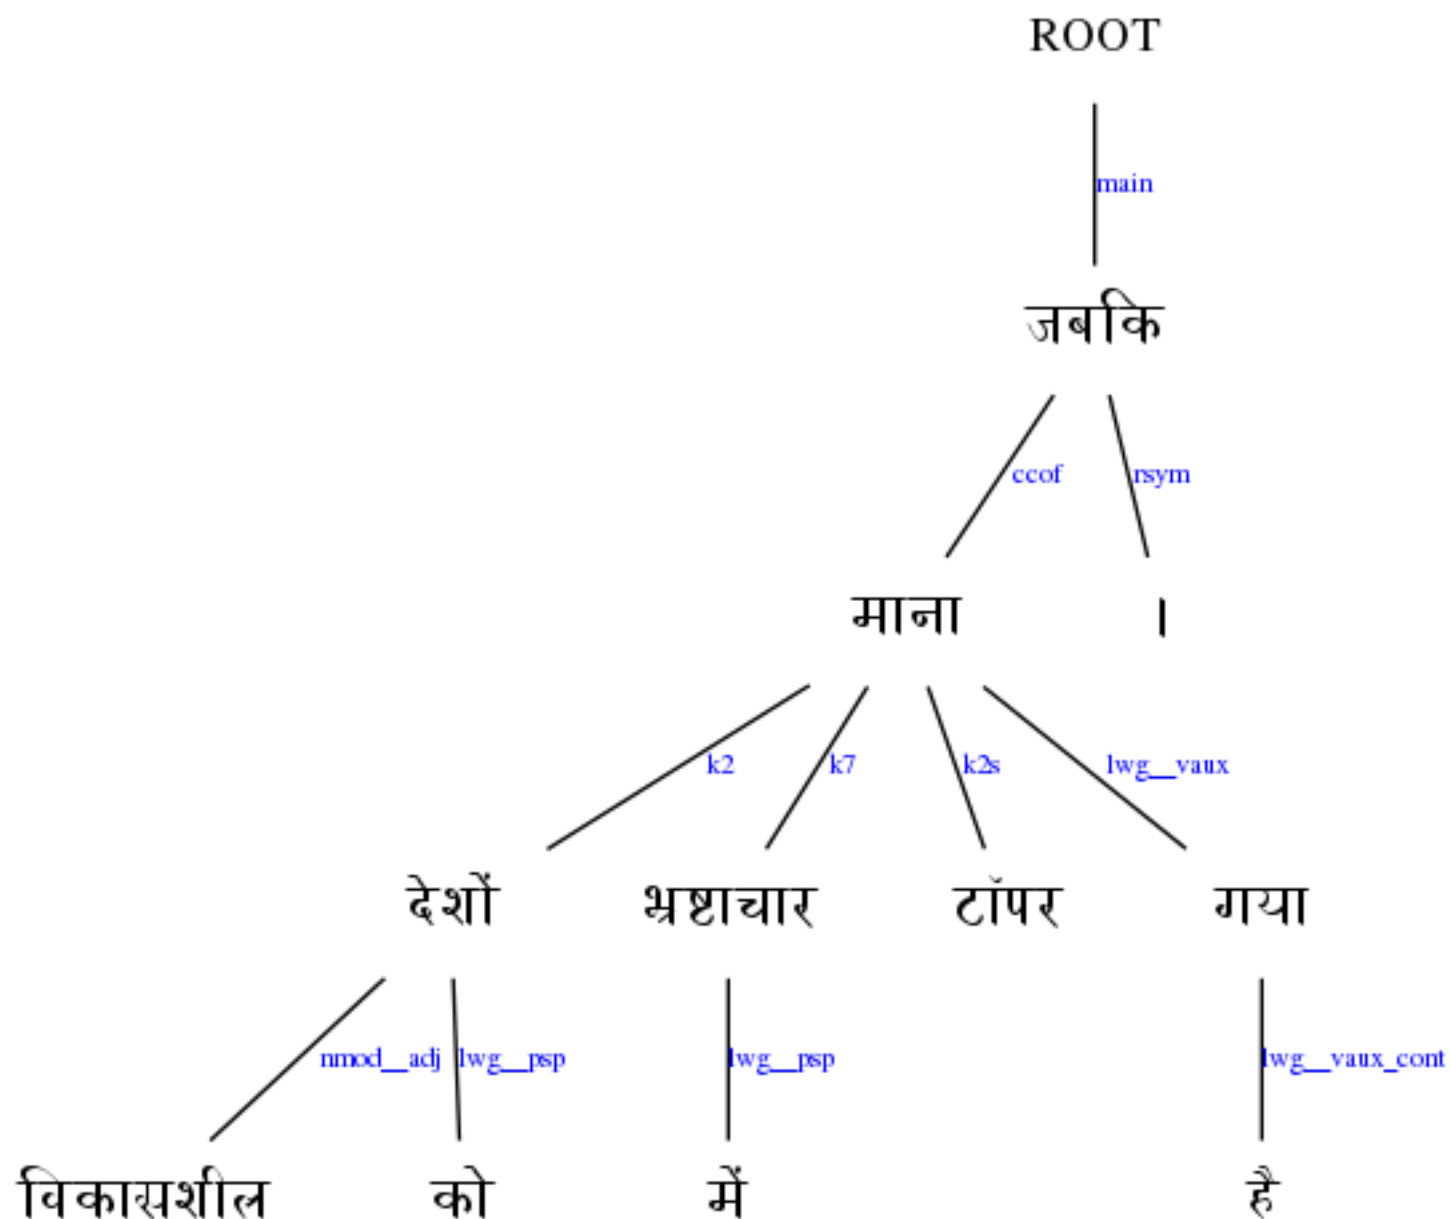 ROOT
main
जबकि
ccof rsym
माना ।
k2 k7 k2s lwg__vaux
देशों भ्रष्टाचार टॉपर गया
nmod__adj lwg__psp lwg__psp lwg__vaux_cont
विकासशील को में है